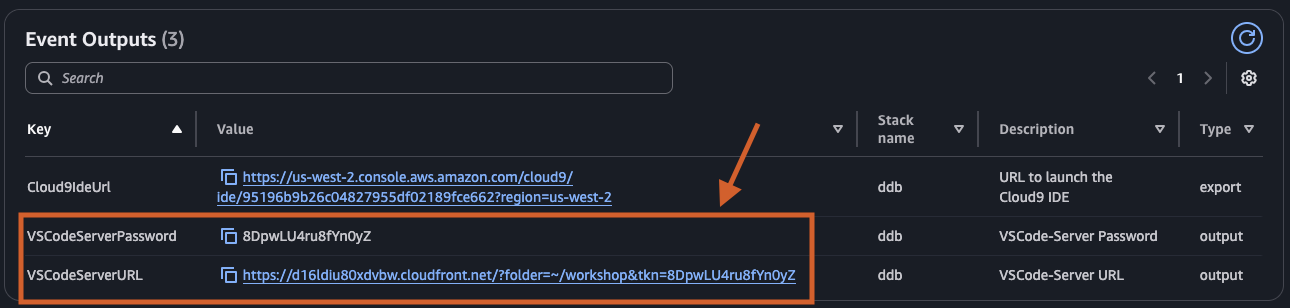 Event Outputs (3)
Search
1
Key Value Stack name Description Type
Cloud9IdeUrl https://us-west-2.console.aws.amazon.com/cloud9/ ddb URL to launch the export
ide/95196b9b26c04827955df02189fce662?region=us-west-2 Cloud9 IDE
VSCodeServerPassword 8DpwLU4ru8fYn0yZ ddb VSCode-Server Password output
VSCodeServerURL https://d16ldiu80xdvbw.cloudfront.net/?folder=~/workshop&tkn=8DpwLU4ru8fYn0yZ ddb VSCode-Server URL output